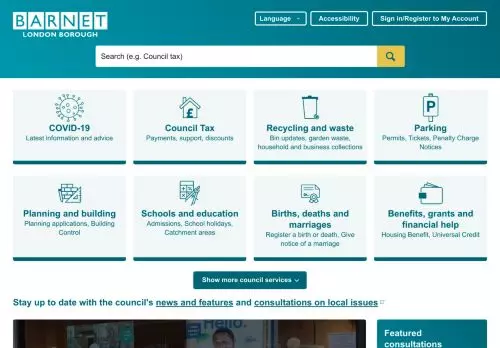 BARNET
LONDON BOROUGH
Language
Accessibility
Sign in/Register to My Account
Search (e.g. Council tax)
COVID-19
Latest information and advice
Council Tax
Payments, support, discounts
Recycling and waste
Bin updates, garden waste,
household and business collections
Parking
Permits, Tickets, Penalty Charge
Notices
Planning and building
Planning applications, Building
Control
Schools and education
Admissions, School holidays,
Catchment areas
Births, deaths and
marriages
Register a birth or death, Give
notice of a marriage
Benefits, grants and
financial help
Housing Benefit, Universal Credit
Show more council services
Stay up to date with the council's news and features and consultations on local issues
Hello.
Featured
consultations